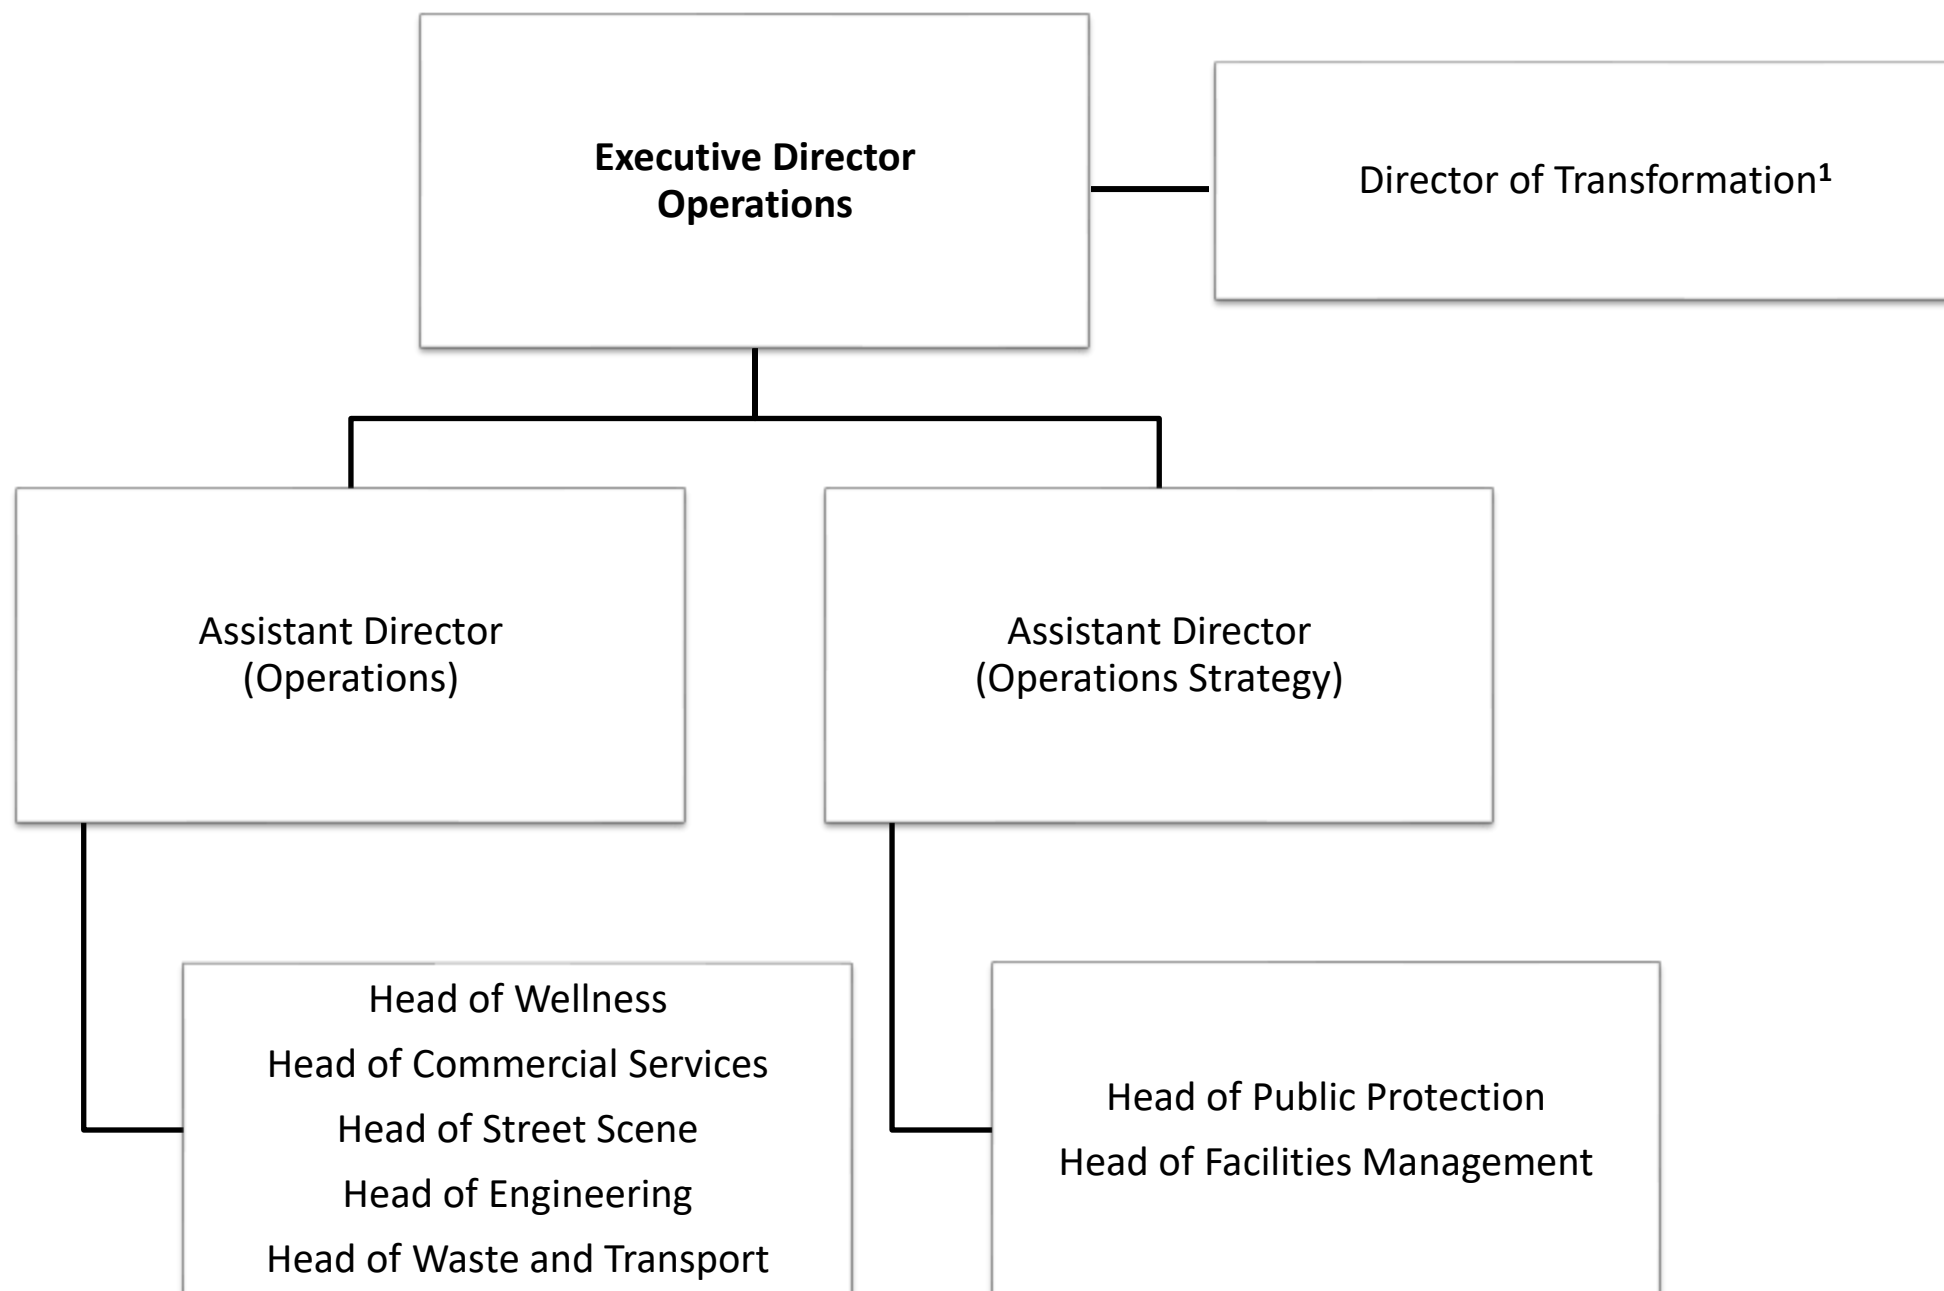 Executive Director
Operations
Director of Transformation¹
Assistant Director
(Operations)
Assistant Director
(Operations Strategy)
Head of Wellness
Head of Commercial Services
Head of Street Scene
Head of Engineering
Head of Waste and Transport
Head of Public Protection
Head of Facilities Management